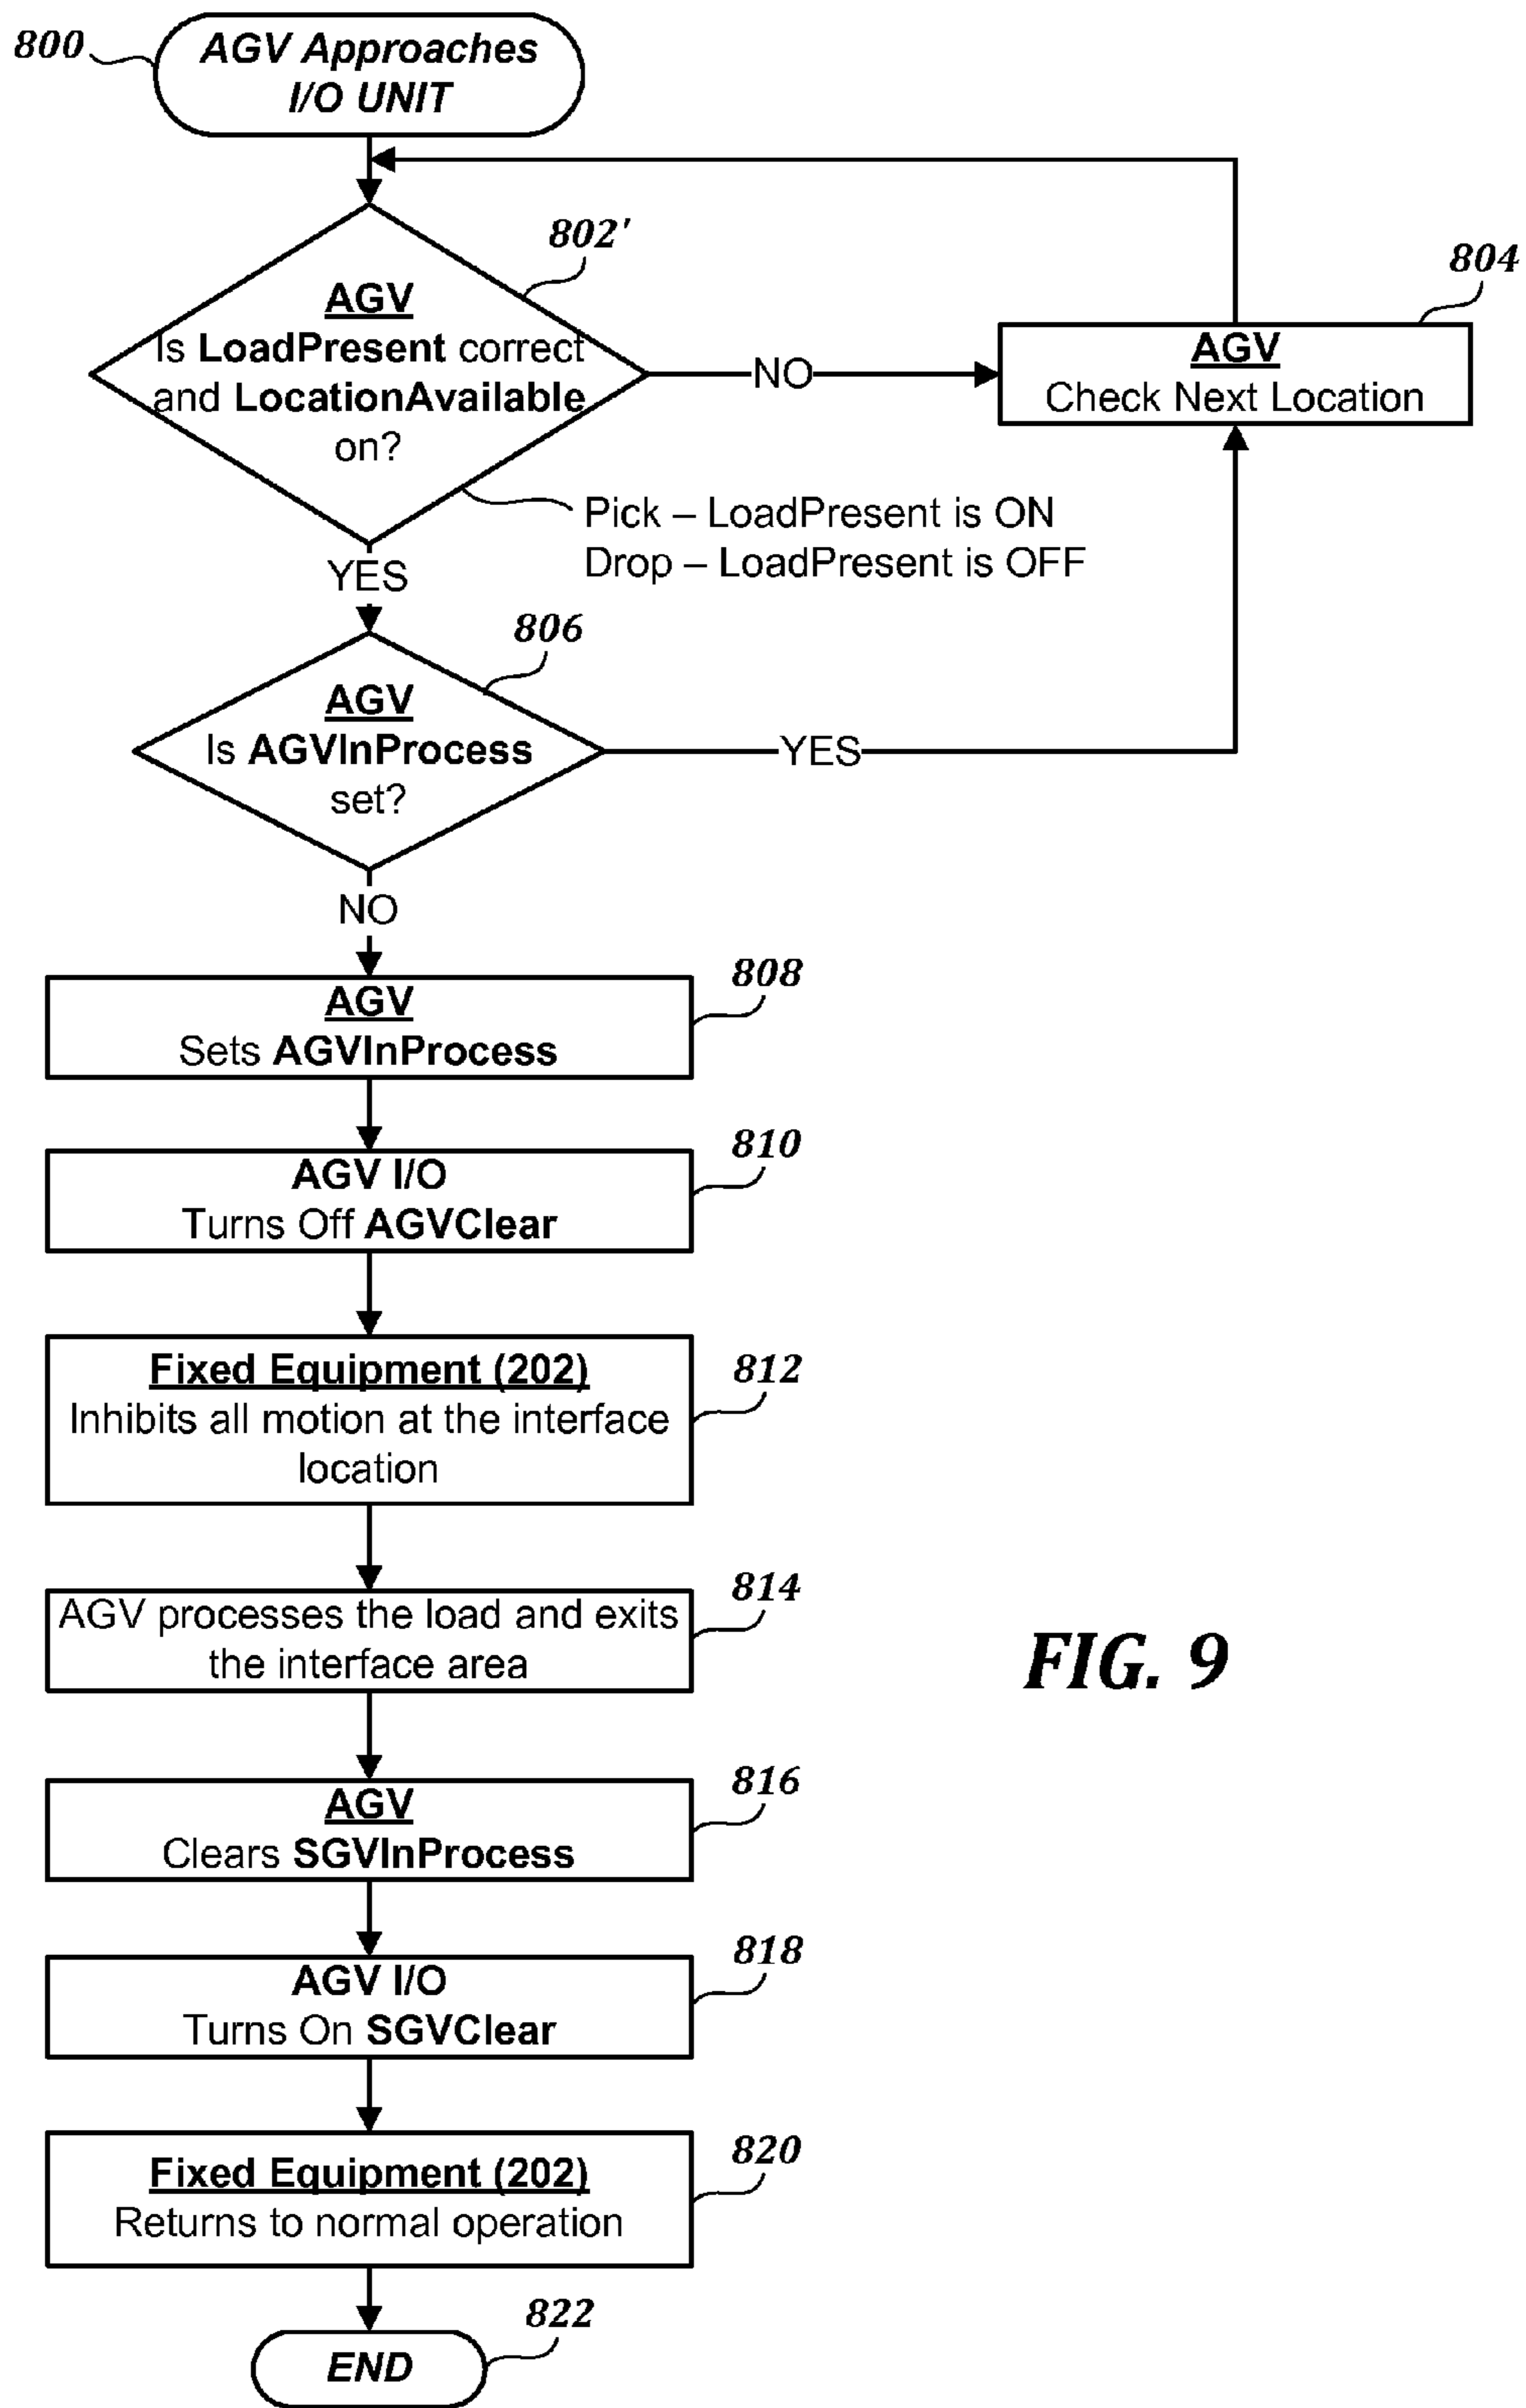 800
AGV Approaches
I/O UNIT
802'
AGV
Is LoadPresent correct
and LocationAvailable
on?
NO
804
AGV
Check Next Location
Pick – LoadPresent is ON
Drop – LoadPresent is OFF
YES
806
AGV
Is AGVInProcess
set?
YES
NO
808
AGV
Sets AGVInProcess
810
AGV I/O
Turns Off AGVClear
812
Fixed Equipment (202)
Inhibits all motion at the interface
location
814
AGV processes the load and exits
the interface area
FIG. 9
816
AGV
Clears SGVInProcess
818
AGV I/O
Turns On SGVClear
820
Fixed Equipment (202)
Returns to normal operation
822
END